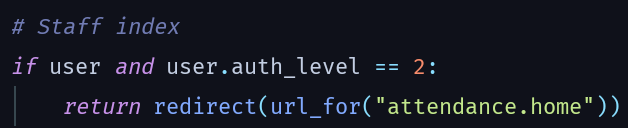 # Staff index
if user and user.auth_level == 2:
    return redirect(url_for("attendance.home"))